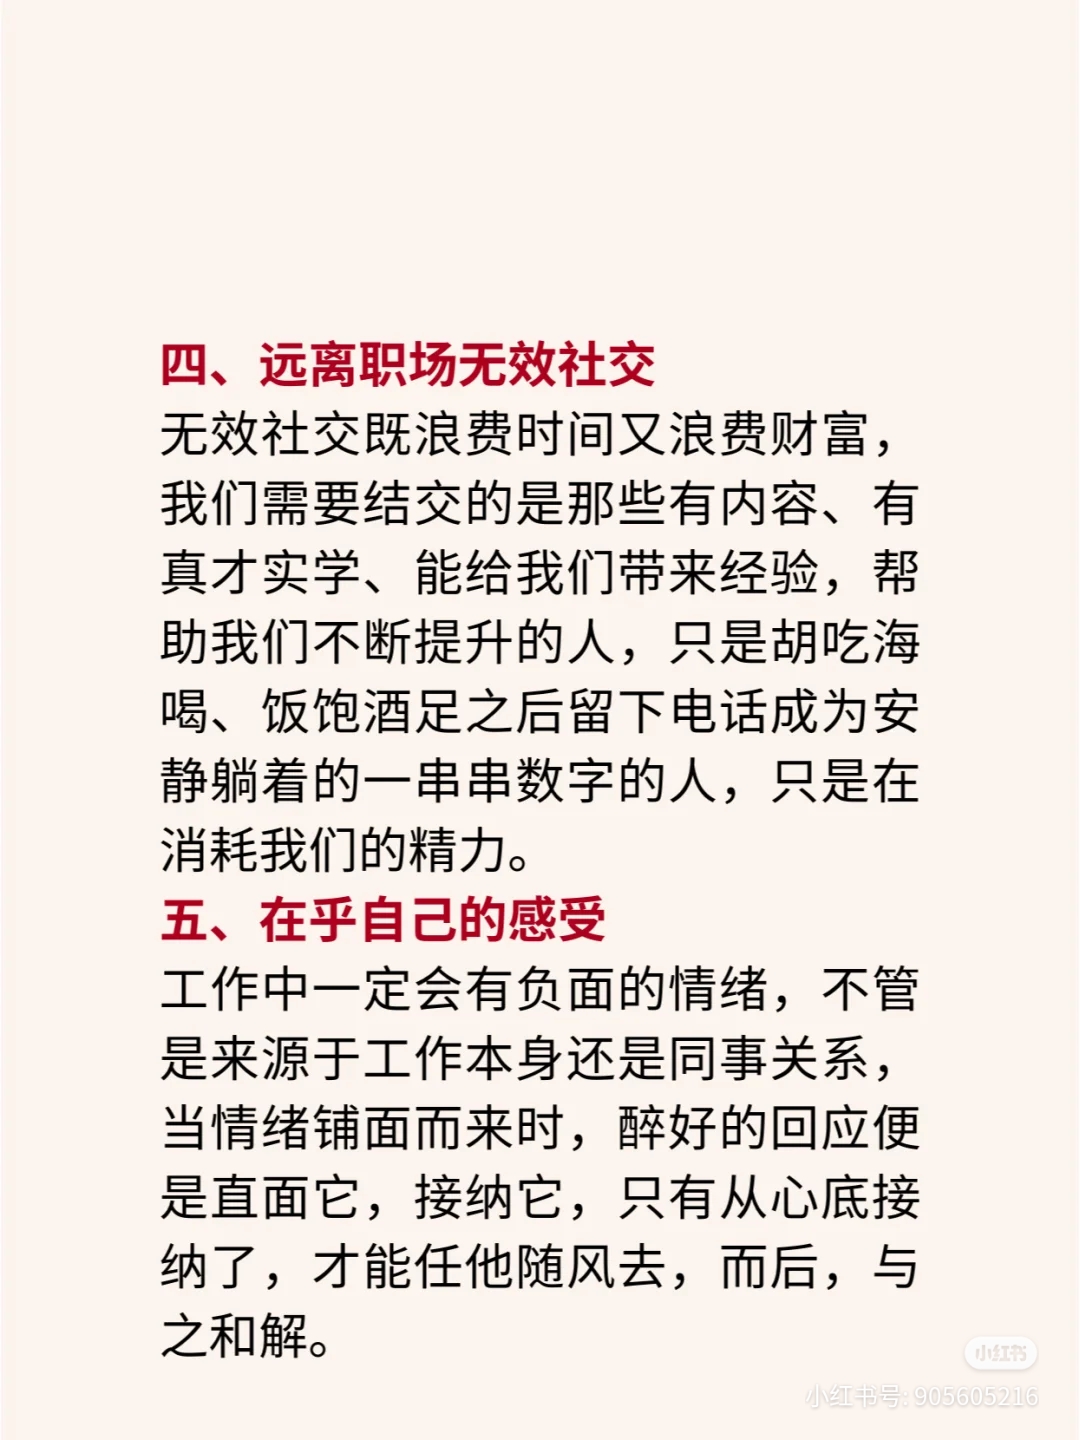 四、远离职场无效社交
无效社交既浪费时间又浪费财富，
我们需要结交的是那些有内容、有
真才实学、能给我们带来经验，帮
助我们不断提升的人，只是胡吃海
喝、饭饱酒足之后留下电话成为安
静躺着的一串串数字的人，只是在
消耗我们的精力。
五、在乎自己的感受
工作中一定会有负面的情绪，不管
是来源于工作本身还是同事关系，
当情绪铺面而来时，醉好的回应便
是直面它，接纳它，只有从心底接
纳了，才能任他随风去，而后，与
之和解。
小红书
小红书号：905605216